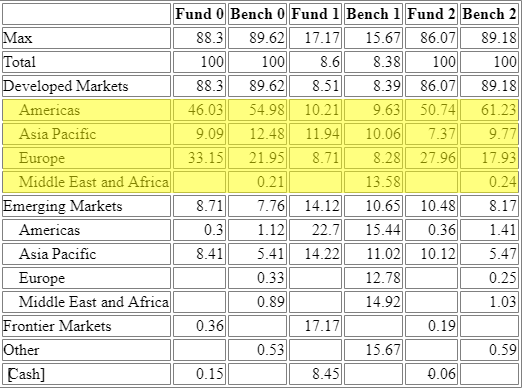 Fund 0 Bench 0 Fund 1 Bench 1 Fund 2 Bench 2
Max 88.3 89.62 17.17 15.67 86.07 89.18
Total 100 100 8.6 8.38 100 100
Developed Markets 88.3 89.62 8.51 8.39 86.07 89.18
Americas 46.03 54.98 10.21 9.63 50.74 61.23
Asia Pacific 9.09 12.48 11.94 10.06 7.37 9.77
Europe 33.15 21.95 8.71 8.28 27.96 17.93
Middle East and Africa 0.21 13.58 0.24
Emerging Markets 8.71 7.76 14.12 10.65 10.48 8.17
Americas 0.3 1.12 22.7 15.44 0.36 1.41
Asia Pacific 8.41 5.41 14.22 11.02 10.12 5.47
Europe 0.33 12.78 0.25
Middle East and Africa 0.89 14.92 1.03
Frontier Markets 0.36 17.17 0.19
Other 0.53 15.67 0.59
[Cash] 0.15 8.45 -0.06